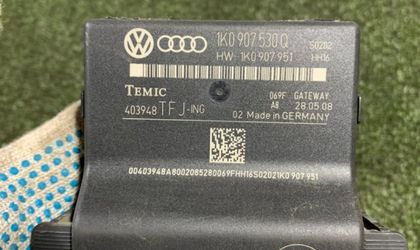 1K0 907 530 Q S0202
HW: 1K0 907 951 HH16
TEMIC 069F GATEWAY
403948 TFJ-ING A8 28.05.08
02 Made in GERMANY
00403948A8002085280069FHH16S02021K0 907 951